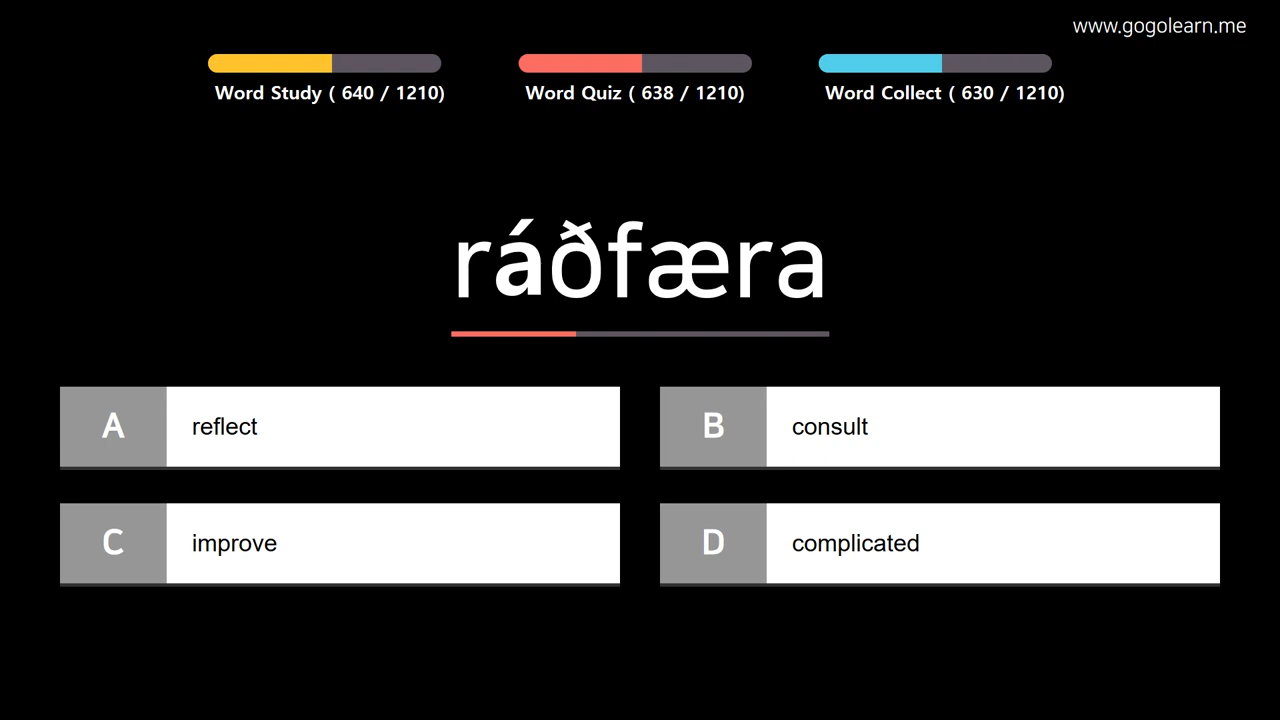 www.gogolearn.me
Word Study ( 640 / 1210)
Word Quiz ( 638 / 1210)
Word Collect ( 630 / 1210)
ráðfæra
A reflect
B consult
C improve
D complicated